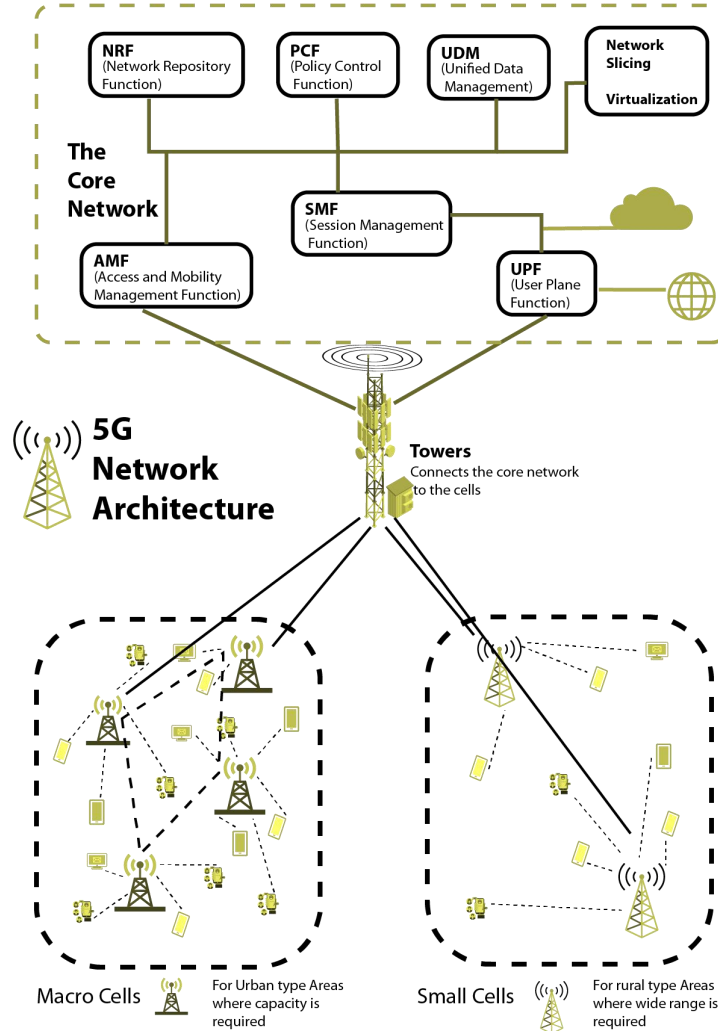 NRF
(Network Repository
Function)
PCF
(Policy Control
Function)
UDM
(Unified Data
Management)
Network
Slicing
Virtualization
The
Core
Network
SMF
(Session Management
Function)
AMF
(Access and Mobility
Management Function)
UPF
(User Plane
Function)
5G
Network
Architecture
Towers
Connects the core network
to the cells
Macro Cells
For Urban type Areas
where capacity is
required
Small Cells
For rural type Areas
where wide range is
required